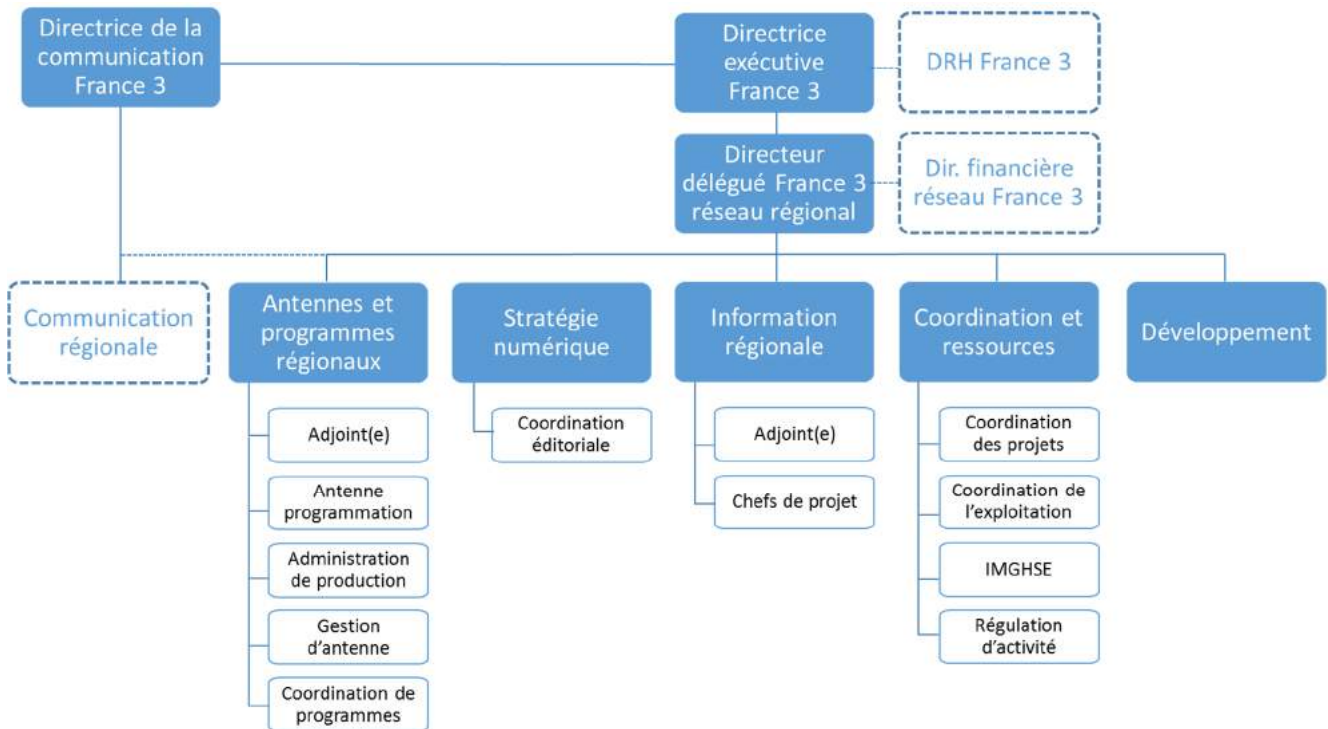 Directrice de la
communication
France 3
Directrice
exécutive
France 3
DRH France 3
Directeur
délégué France 3
réseau régional
Dir. financière
réseau France 3
Communication
régionale
Antennes et
programmes
régionaux
Stratégie
numérique
Information
régionale
Coordination et
ressources
Développement
Adjoint(e)
Antenne
programmation
Administration
de production
Gestion
d'antenne
Coordination de
programmes
Coordination
éditoriale
Adjoint(e)
Chefs de projet
Coordination
des projets
Coordination de
l'exploitation
IMGHSE
Régulation
d'activité